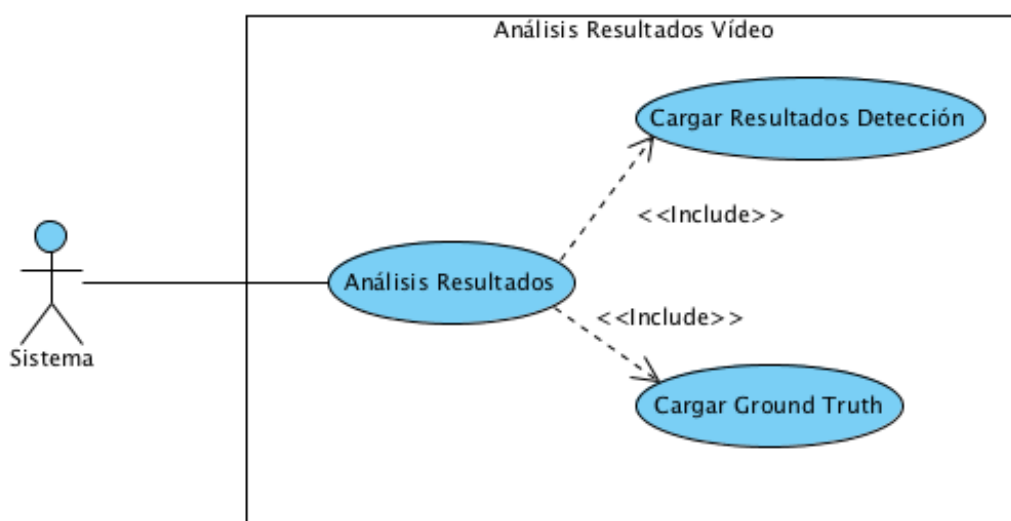 Análisis Resultados Vídeo
Cargar Resultados Detección
<<Include>>
Análisis Resultados
<<Include>>
Sistema
Cargar Ground Truth